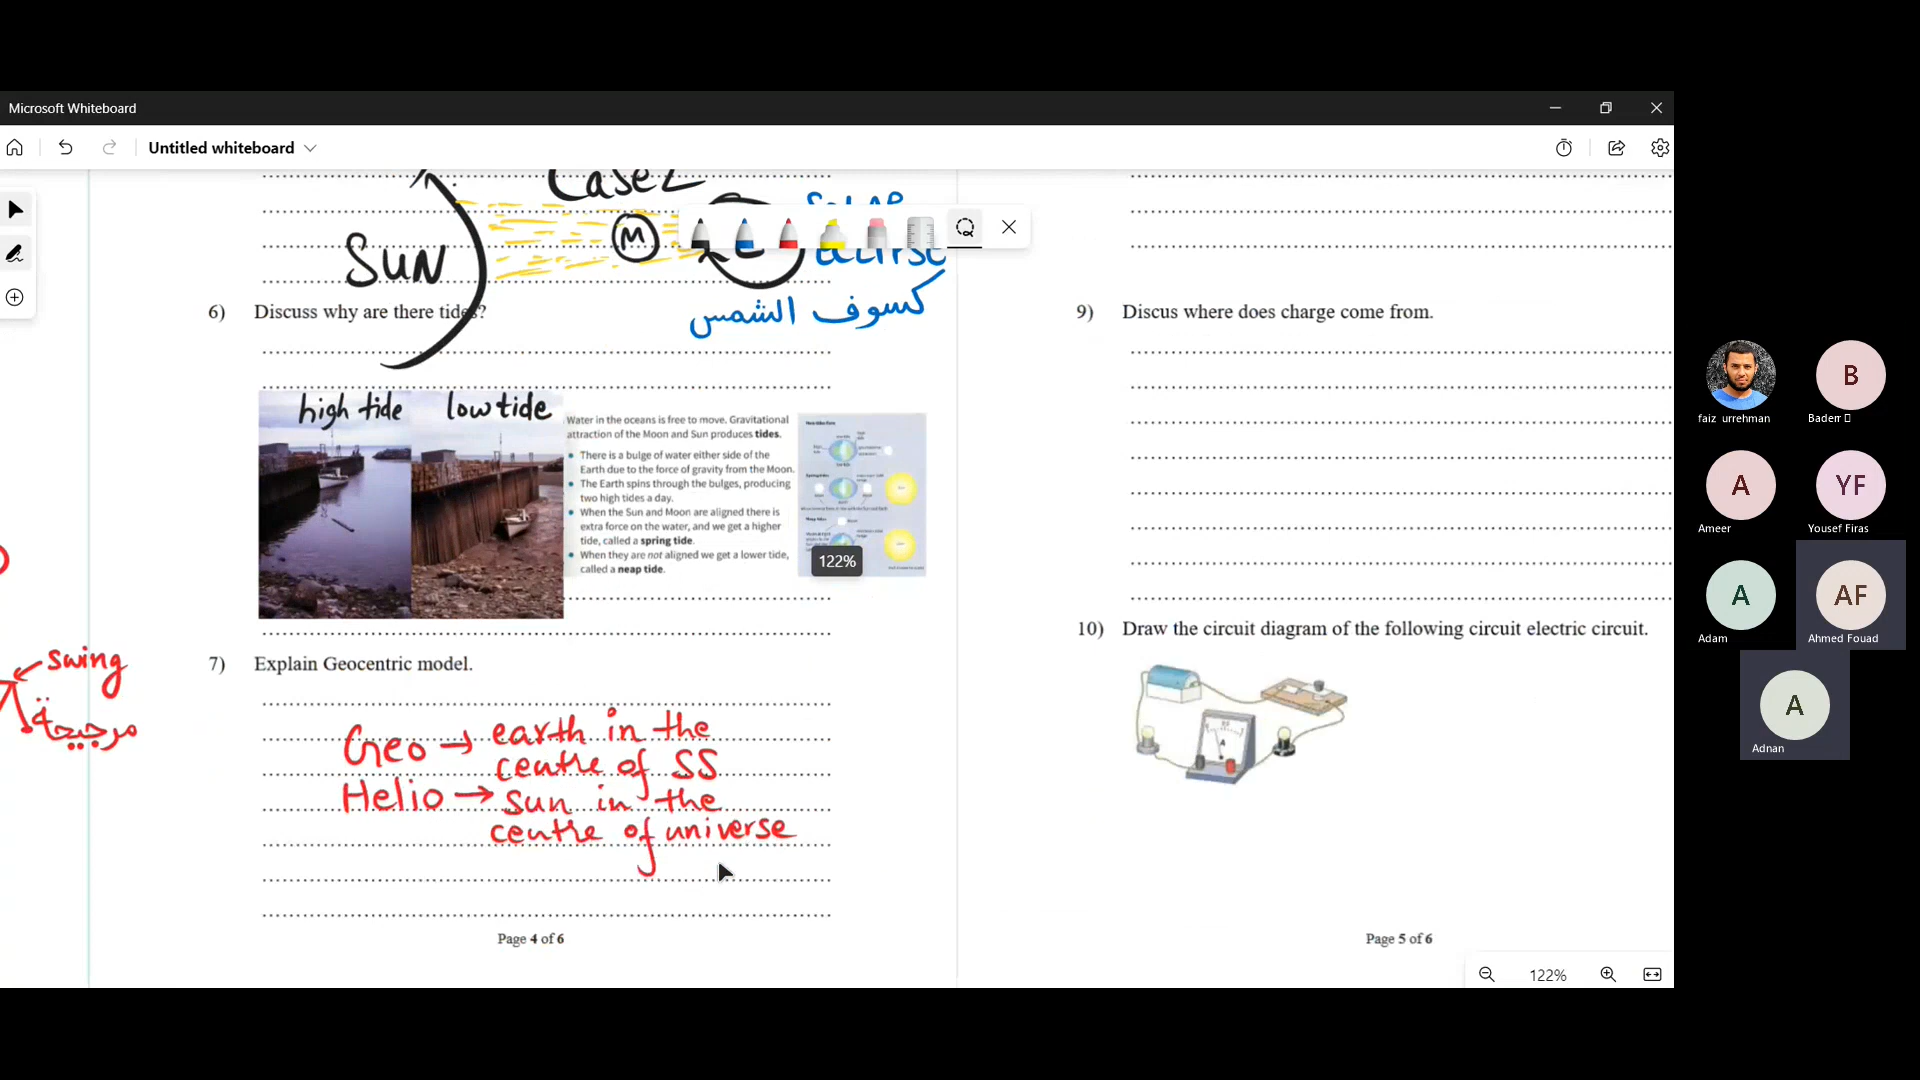 Microsoft Whiteboard
Untitled whiteboard
Case 2
SUN
M
SOLAR
كسوف الشمس
6) Discuss why are there tides?
high tide
low tide
Water in the oceans is free to move. Gravitational
attraction of the Moon and Sun produces tides.
• There is a bulge of water either side of the
Earth due to the force of gravity from the Moon.
• The Earth spins through the bulges, producing
two high tides a day.
• When the Sun and Moon are aligned there is
extra force on the water, and we get a higher
tide, called a spring tide.
• When they are not aligned we get a lower tide,
called a neap tide.
122%
swing
مرجيحة
7) Explain Geocentric model.
Geo → earth in the
centre of SS
Helio → sun in the
centre of universe
Page 4 of 6
9) Discus where does charge come from.
10) Draw the circuit diagram of the following circuit electric circuit.
A
Page 5 of 6
122%
faiz urrehman
B
Baderr
A
Ameer
YF
Yousef Firas
A
Adam
AF
Ahmed Fouad
A
Adnan